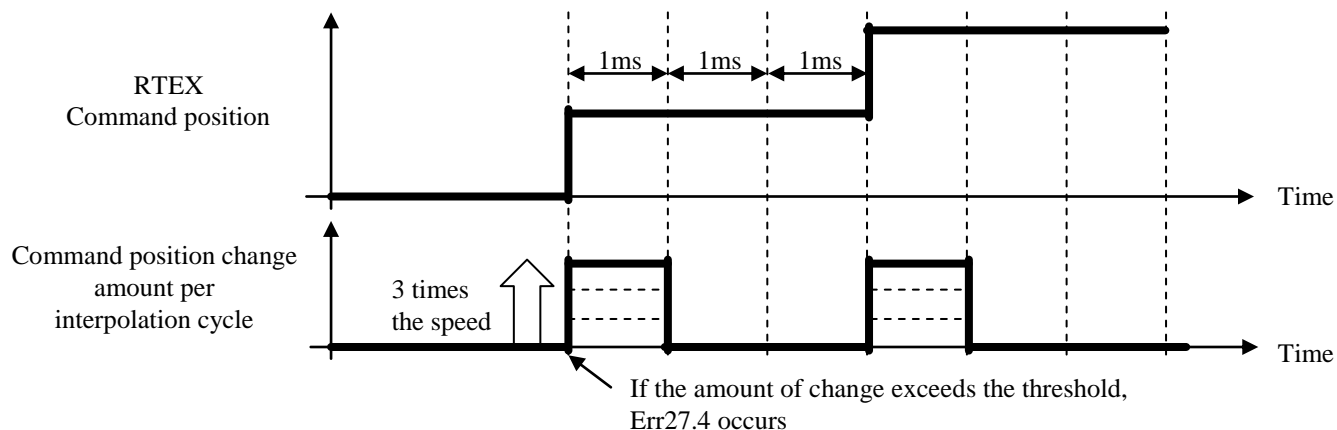 1ms
1ms
1ms
RTEX
Command position
Time
Command position change
amount per
interpolation cycle
3 times
the speed
Time
If the amount of change exceeds the threshold,
Err27.4 occurs